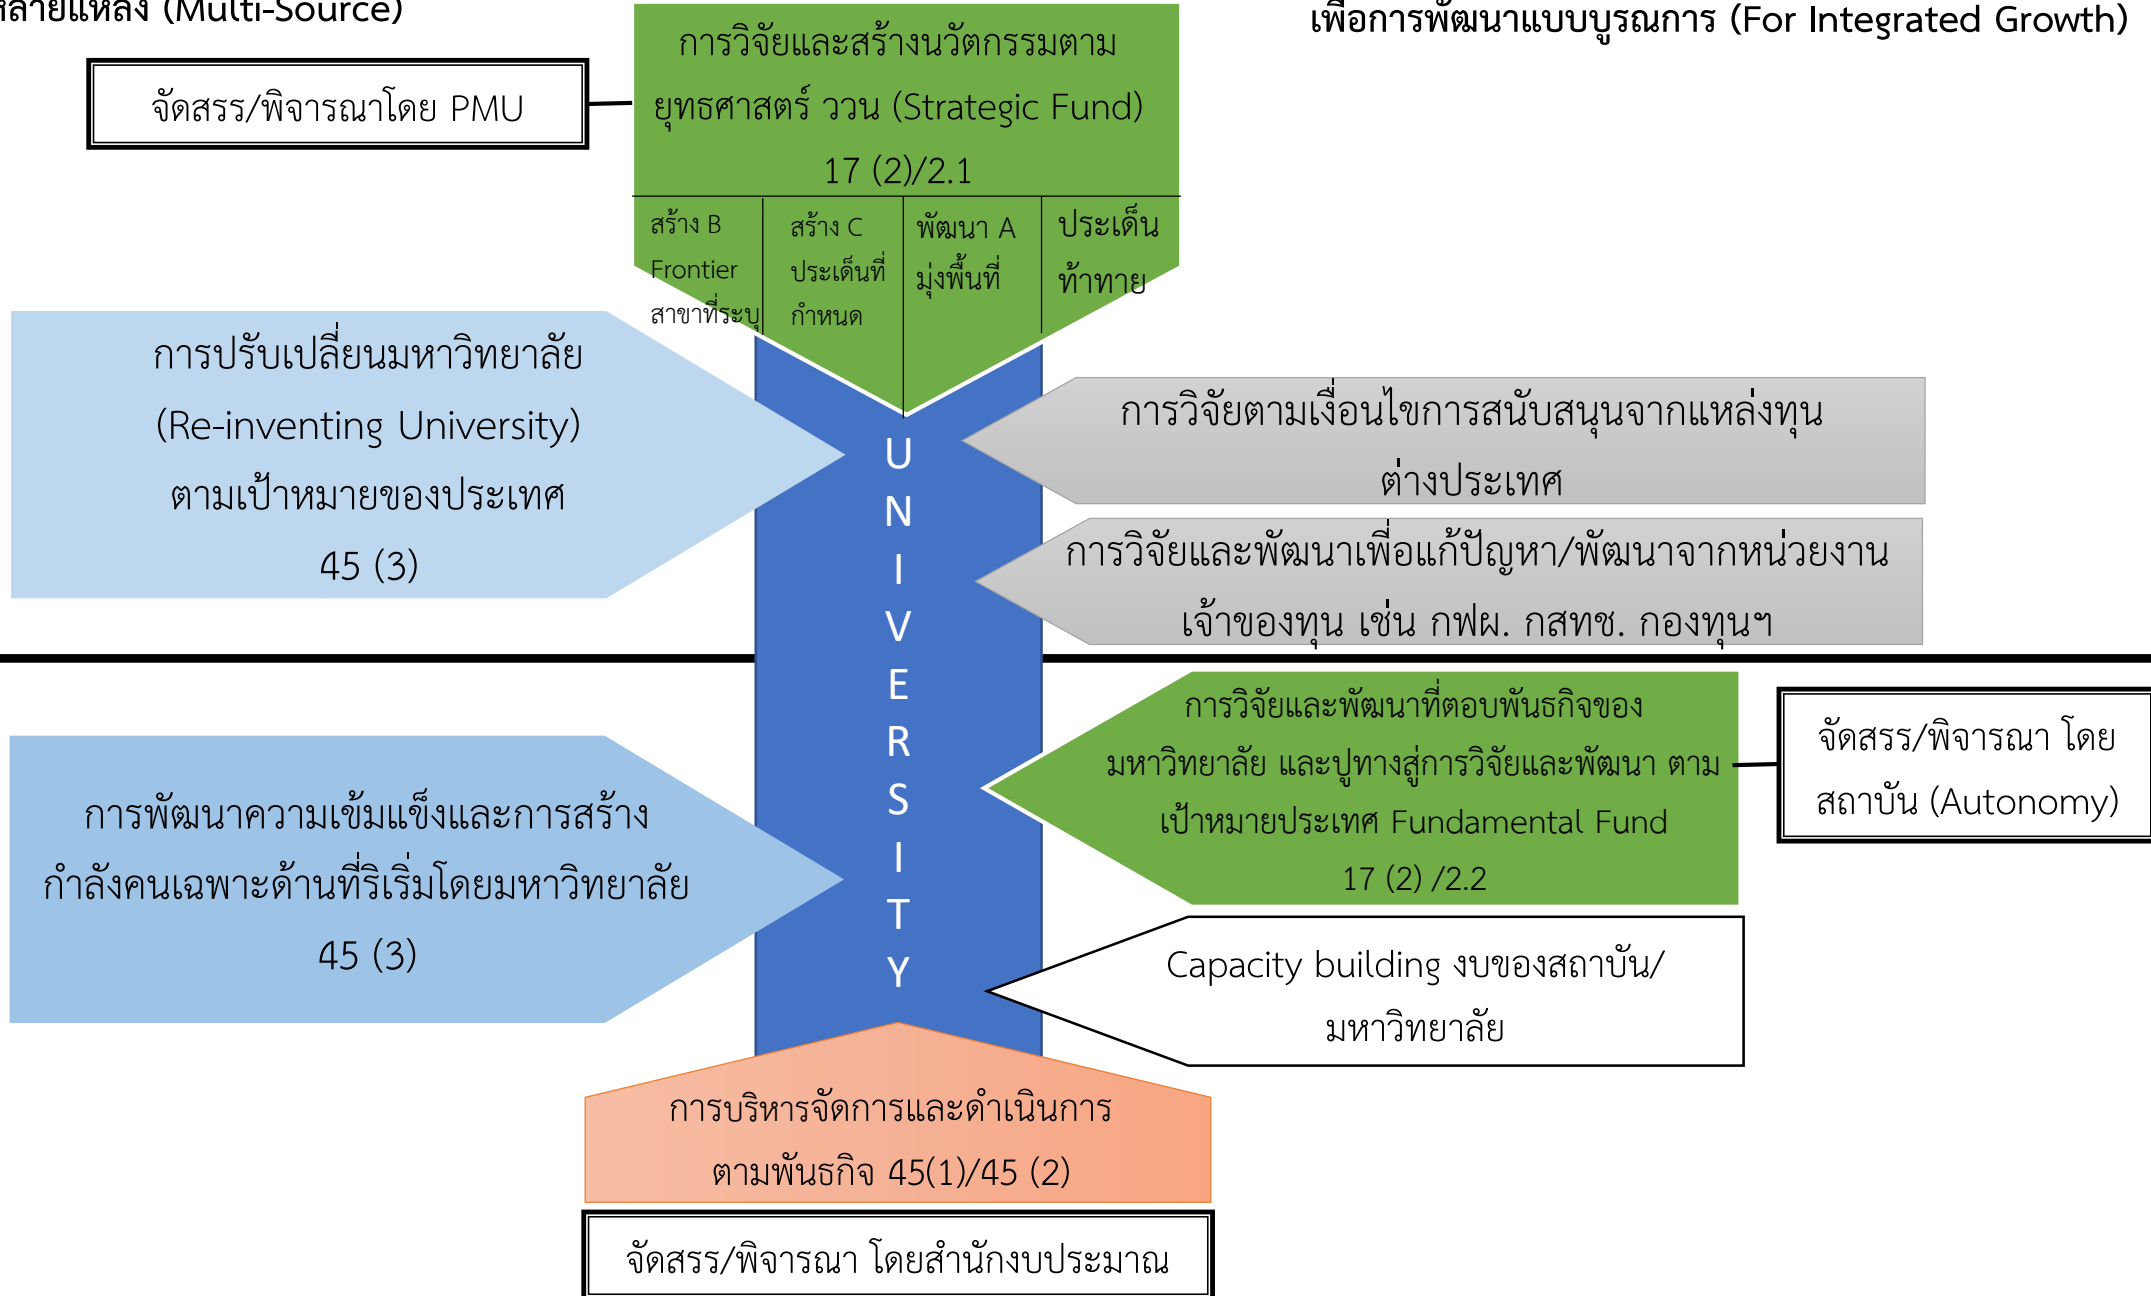 หลายแหล่ง (Multi-Source)
เพื่อการพัฒนาแบบบูรณการ (For Integrated Growth)
การวิจัยและสร้างนวัตกรรมตาม
ยุทธศาสตร์ ววน (Strategic Fund)
17 (2)/2.1
จัดสรร/พิจารณาโดย PMU
สร้าง B
Frontier
สาขาที่ระบุ
สร้าง C
ประเด็นที่
กำหนด
พัฒนา A
มุ่งพื้นที่
ประเด็น
ท้าทาย
การปรับเปลี่ยนมหาวิทยาลัย
(Re-inventing University)
ตามเป้าหมายของประเทศ
45 (3)
UNIVERSITY
การวิจัยตามเงื่อนไขการสนับสนุนจากแหล่งทุน
ต่างประเทศ
การวิจัยและพัฒนาเพื่อแก้ปัญหา/พัฒนาจากหน่วยงาน
เจ้าของทุน เช่น กฟผ. กสทช. กองทุนฯ
การวิจัยและพัฒนาที่ตอบพันธกิจของ
มหาวิทยาลัย และปูทางสู่การวิจัยและพัฒนา ตาม
เป้าหมายประเทศ Fundamental Fund
17 (2) /2.2
จัดสรร/พิจารณา โดย
สถาบัน (Autonomy)
การพัฒนาความเข้มแข็งและการสร้าง
กำลังคนเฉพาะด้านที่ริเริ่มโดยมหาวิทยาลัย
45 (3)
Capacity building งบของสถาบัน/
มหาวิทยาลัย
การบริหารจัดการและดำเนินการ
ตามพันธกิจ 45(1)/45 (2)
จัดสรร/พิจารณา โดยสำนักงบประมาณ